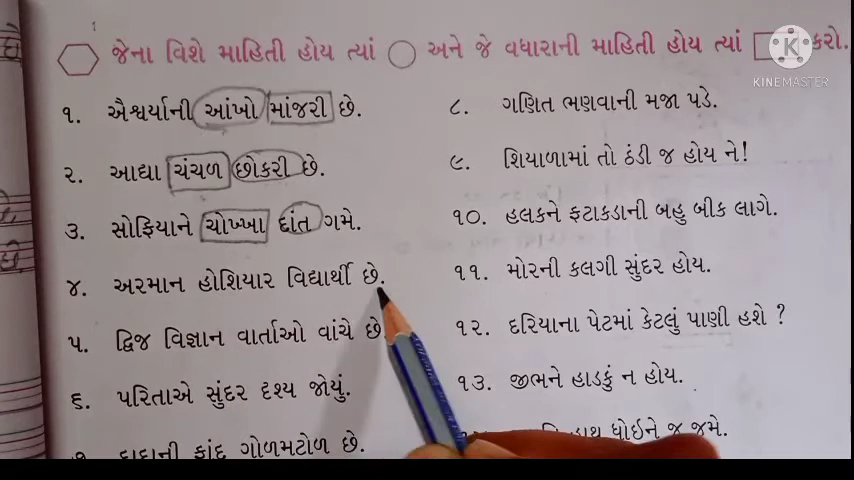 જેના વિશે માહિતી હોય ત્યાં અને જે વધારાની માહિતી હોય ત્યાં કરો.
KINEMASTER
૧. ઐશ્વર્યાની આંખો માંજરી છે.
૨. આદ્યા ચંચળ છોકરી છે.
૩. સોફિયાને ચોખ્ખા દાંત ગમે.
૪. અરમાન હોશિયાર વિદ્યાર્થી છે.
૫. દ્વિજ વિજ્ઞાન વાર્તાઓ વાંચે છે.
૬. પરિતાએ સુંદર દૃશ્ય જોયું.
દાદાની ફાંદ ગોળમટોળ છે.
૮. ગણિત ભણવાની મજા પડે.
૯. શિયાળામાં તો ઠંડી જ હોય ને!
૧૦. હલકને ફટાકડાની બહુ બીક લાગે.
૧૧. મોરની કલગી સુંદર હોય.
૧૨. દરિયાના પેટમાં કેટલું પાણી હશે ?
૧૩. જીભને હાડકું ન હોય.
હાથ ધોઈને જ જમે.